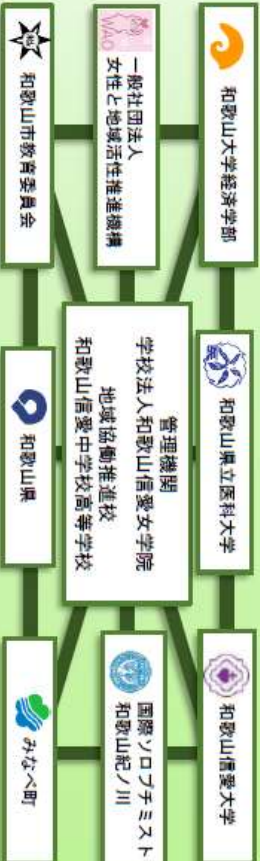 和歌山大学経済学部
和歌山県立医科大学
和歌山信愛大学
WAO
一般社団法人
女性と地域活性推進機構
管理機関
学校法人和歌山信愛女学院
地域協働推進校
和歌山信愛中学校高等学校
国際ソロプチミスト
和歌山紀ノ川
和歌山市教育委員会
和歌山県
みなべ町